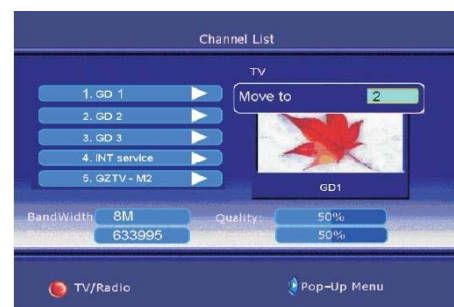 Channel List
TV
1. GD 1
Move to 2
2. GD 2
3. GD 3
4. INT service
5. GZTV - M2
GD1
BandWidth 8M Quality: 50%
633995 50%
TV/Radio Pop-Up Menu